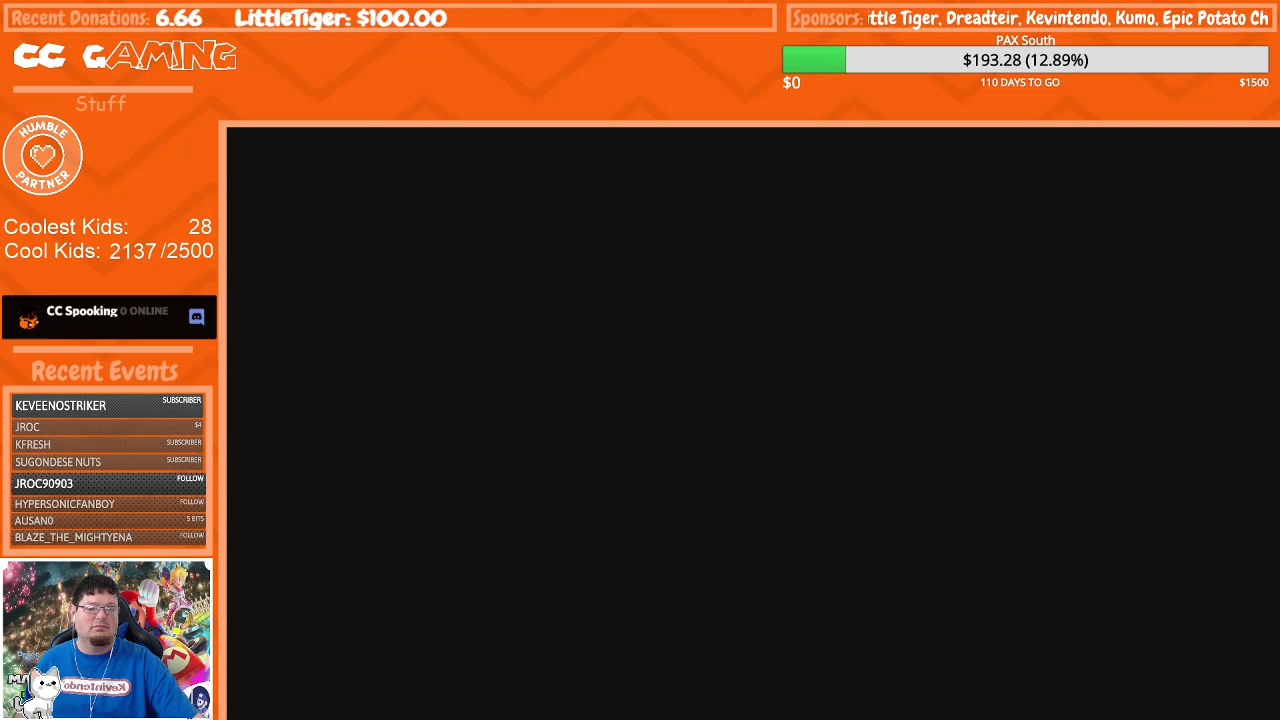 Recent Donations: 6.66 LittleTiger: $100.00
Sponsors: ttle Tiger, Dreadteir, Kevintendo, Kumo, Epic Potato Ch
CC GAMING
PAX South
$193.28 (12.89%)
$0 110 DAYS TO GO $1500
Stuff
HUMBLE
PARTNER
Coolest Kids: 28
Cool Kids: 2137/2500
CC Spooking 0 ONLINE
Recent Events
KEVEENOSTRIKER SUBSCRIBER
JROC $4
KFRESH SUBSCRIBER
SUGONDESE NUTS SUBSCRIBER
JROC90903 FOLLOW
HYPERSONICFANBOY FOLLOW
AUSAN0 5 BITS
BLAZE_THE_MIGHTYENA FOLLOW
Press
Kevintendo